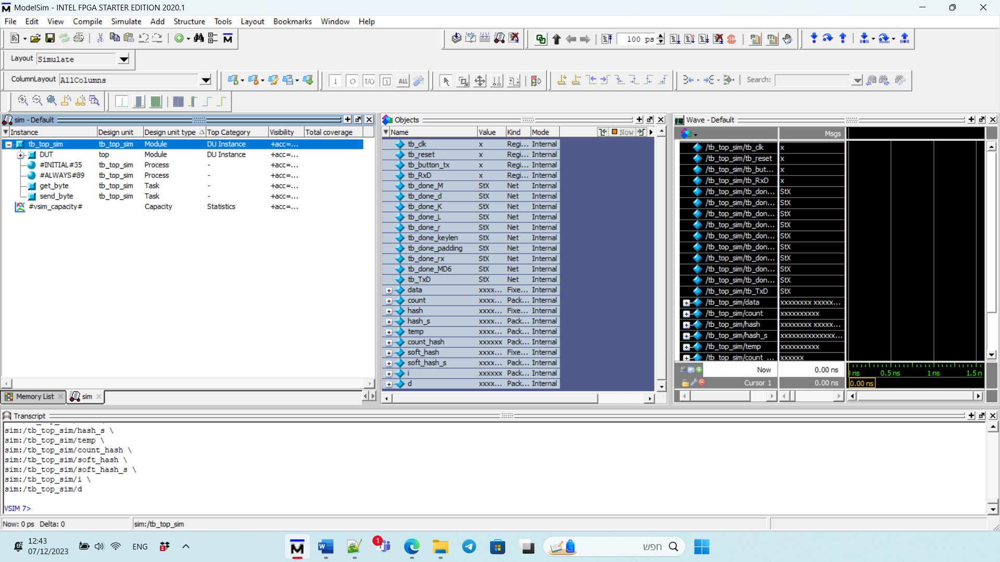 ModelSim - INTEL FPGA STARTER EDITION 2020.1
File Edit View Compile Simulate Add Structure Tools Layout Bookmarks Window Help
100 ps
Layout Simulate
ColumnLayout AllColumns
Search:
sim - Default
Instance Design unit Design unit type Top Category Visibility Total coverage
tb_top_sim tb_top_sim Module DU Instance +acc=...
DUT top Module DU Instance +acc=...
#INITIAL#35 tb_top_sim Process - +acc=...
#ALWAYS#89 tb_top_sim Process - +acc=...
get_byte tb_top_sim Task - +acc=...
send_byte tb_top_sim Task - +acc=...
#vsim_capacity# Capacity Statistics +acc=...
Memory List sim
Objects
Name Value Kind Mode Now
tb_clk x Regi... Internal
tb_reset x Regi... Internal
tb_button_tx x Regi... Internal
tb_RxD x Regi... Internal
tb_done_M StX Net Internal
tb_done_d StX Net Internal
tb_done_K StX Net Internal
tb_done_L StX Net Internal
tb_done_r StX Net Internal
tb_done_keylen StX Net Internal
tb_done_padding StX Net Internal
tb_done_rx StX Net Internal
tb_done_MD6 StX Net Internal
tb_TxD StX Net Internal
data xxxx... Fixe... Internal
count xxxx... Pack... Internal
hash xxxx... Fixe... Internal
hash_s xxxx... Pack... Internal
temp xxxx... Pack... Internal
count_hash xxxxxx Pack... Internal
soft_hash xxxx... Fixe... Internal
soft_hash_s xxxx... Pack... Internal
i xxxxxx Pack... Internal
d xxxx... Pack... Internal
Wave - Default
Msgs
/tb_top_sim/tb_clk x
/tb_top_sim/tb_reset x
/tb_top_sim/tb_but... x
/tb_top_sim/tb_RxD x
/tb_top_sim/tb_don... StX
/tb_top_sim/tb_don... StX
/tb_top_sim/tb_don... StX
/tb_top_sim/tb_don... StX
/tb_top_sim/tb_don... StX
/tb_top_sim/tb_don... StX
/tb_top_sim/tb_don... StX
/tb_top_sim/tb_don... StX
/tb_top_sim/tb_don... StX
/tb_top_sim/tb_TxD StX
/tb_top_sim/data xxxxxxxx xxxxx...
/tb_top_sim/count xxxxxxxxxx
/tb_top_sim/hash xxxxxxxx xxxxx...
/tb_top_sim/hash_s xxxxxxxxxxxxxx...
/tb_top_sim/temp xxxxxxxxxx
/tb_top_sim/count_... xxxxxx
Now 0.00 ns ns 0.5 ns 1 ns 1.5 n
Cursor 1 0.00 ns 0.00 ns
Transcript
sim:/tb_top_sim/hash_s \
sim:/tb_top_sim/temp \
sim:/tb_top_sim/count_hash \
sim:/tb_top_sim/soft_hash \
sim:/tb_top_sim/soft_hash_s \
sim:/tb_top_sim/i \
sim:/tb_top_sim/d
VSIM 7>
Now: 0 ps Delta: 0 sim:/tb_top_sim
12:43
07/12/2023
ENG
2
1
חפש